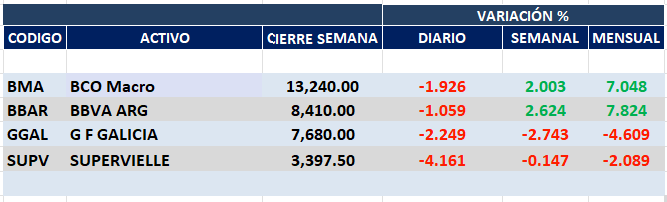 VARIACIÓN %
CODIGO ACTIVO CIERRE SEMANA DIARIO SEMANAL MENSUAL
BMA BCO Macro 13,240.00 -1.926 2.003 7.048
BBAR BBVA ARG 8,410.00 -1.059 2.624 7.824
GGAL G F GALICIA 7,680.00 -2.249 -2.743 -4.609
SUPV SUPERVIELLE 3,397.50 -4.161 -0.147 -2.089